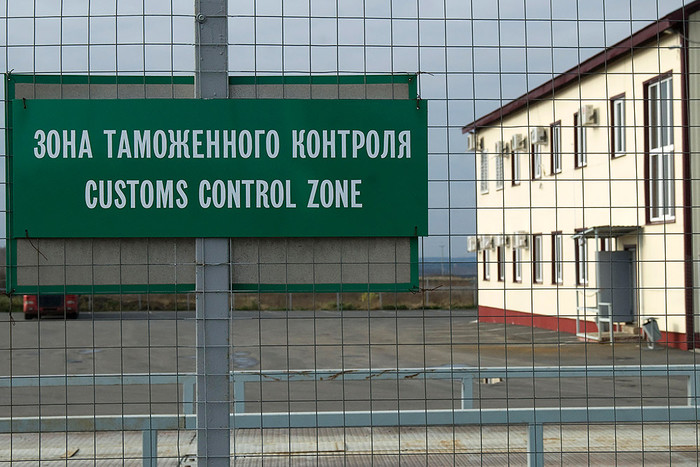 ЗОНА ТАМОЖЕННОГО КОНТРОЛЯ
CUSTOMS CONTROL ZONE